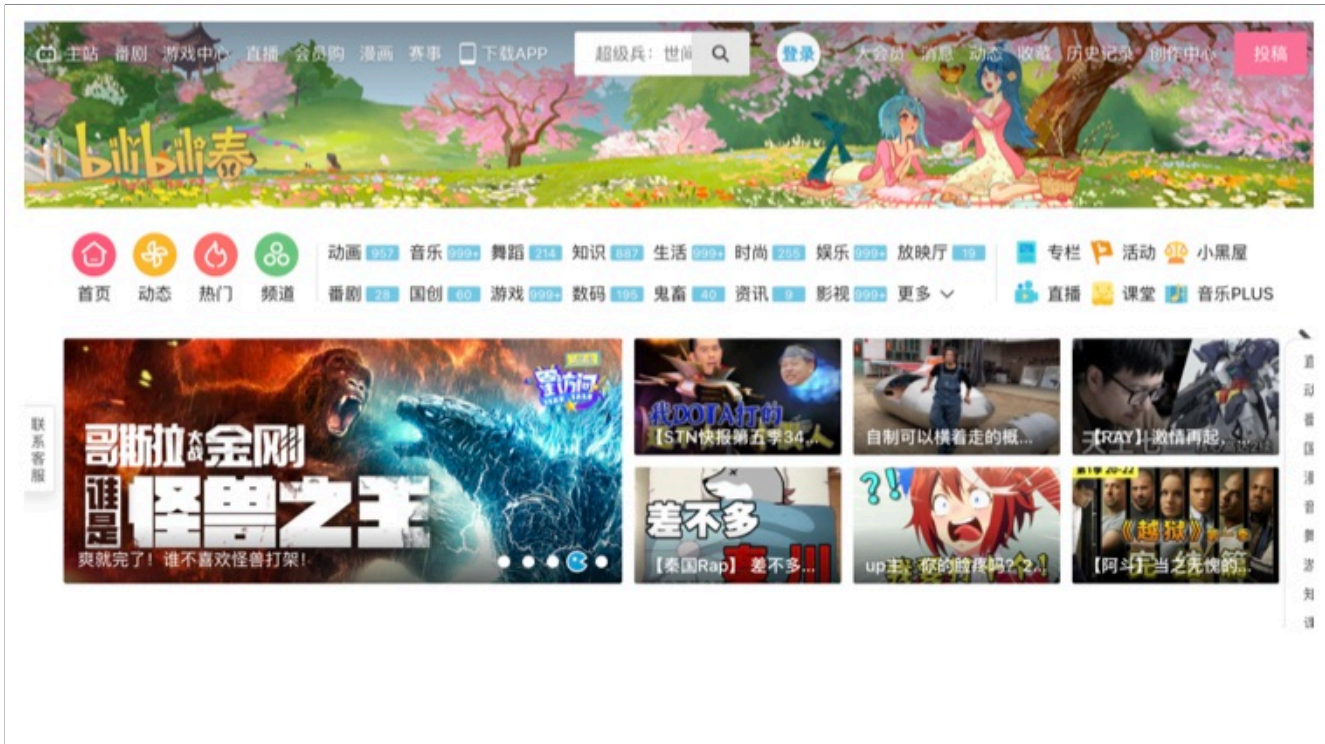 主站 番剧 游戏中心 直播 会员购 漫画 赛事 下载APP 超级兵：世间 登录 大会员 消息 动态 收藏 历史记录 创作中心 投稿
bilibili春
动画 957 音乐 999+ 舞蹈 214 知识 887 生活 999+ 时尚 255 娱乐 999+ 放映厅 19 专栏 活动 小黑屋
首页 动态 热门 频道
番剧 28 国创 60 游戏 999+ 数码 195 鬼畜 40 资讯 9 影视 999+ 更多 直播 课堂 音乐PLUS
联系客服
哥斯拉大战金刚
谁是怪兽之王
爽就完了！谁不喜欢怪兽打架！
我DOTA打的
【STN快报第五季34...
自制可以横着走的概...
【RAY】激情再起，...
差不多
【秦国Rap】 差不多...
?!
up主，你的脸疼吗？2...
《越狱》第一季
完结篇
【阿斗】当之无愧的...